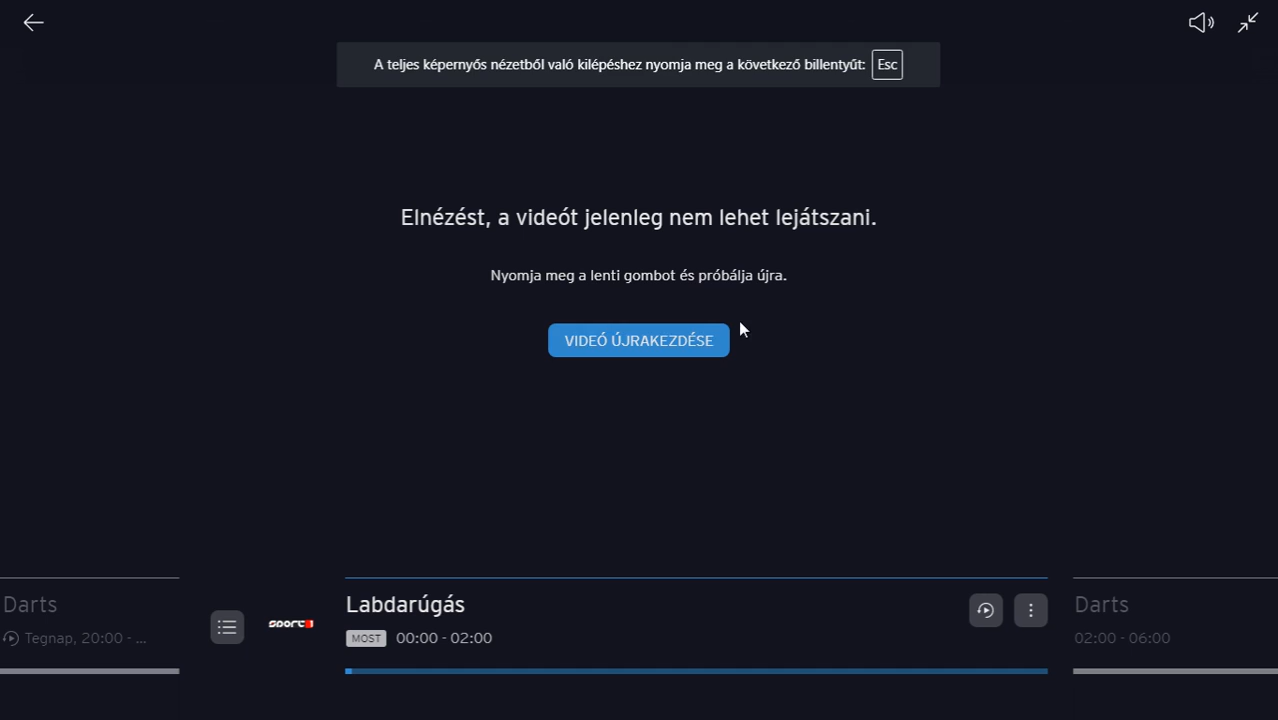 A teljes képernyős nézetből való kilépéshez nyomja meg a következő billentyűt: Esc
Elnézést, a videót jelenleg nem lehet lejátszani.
Nyomja meg a lenti gombot és próbálja újra.
VIDEÓ ÚJRAKEZDÉSE
Darts
Tegnap, 20:00 - ...
sport1
Labdarúgás
MOST 00:00 - 02:00
Darts
02:00 - 06:00